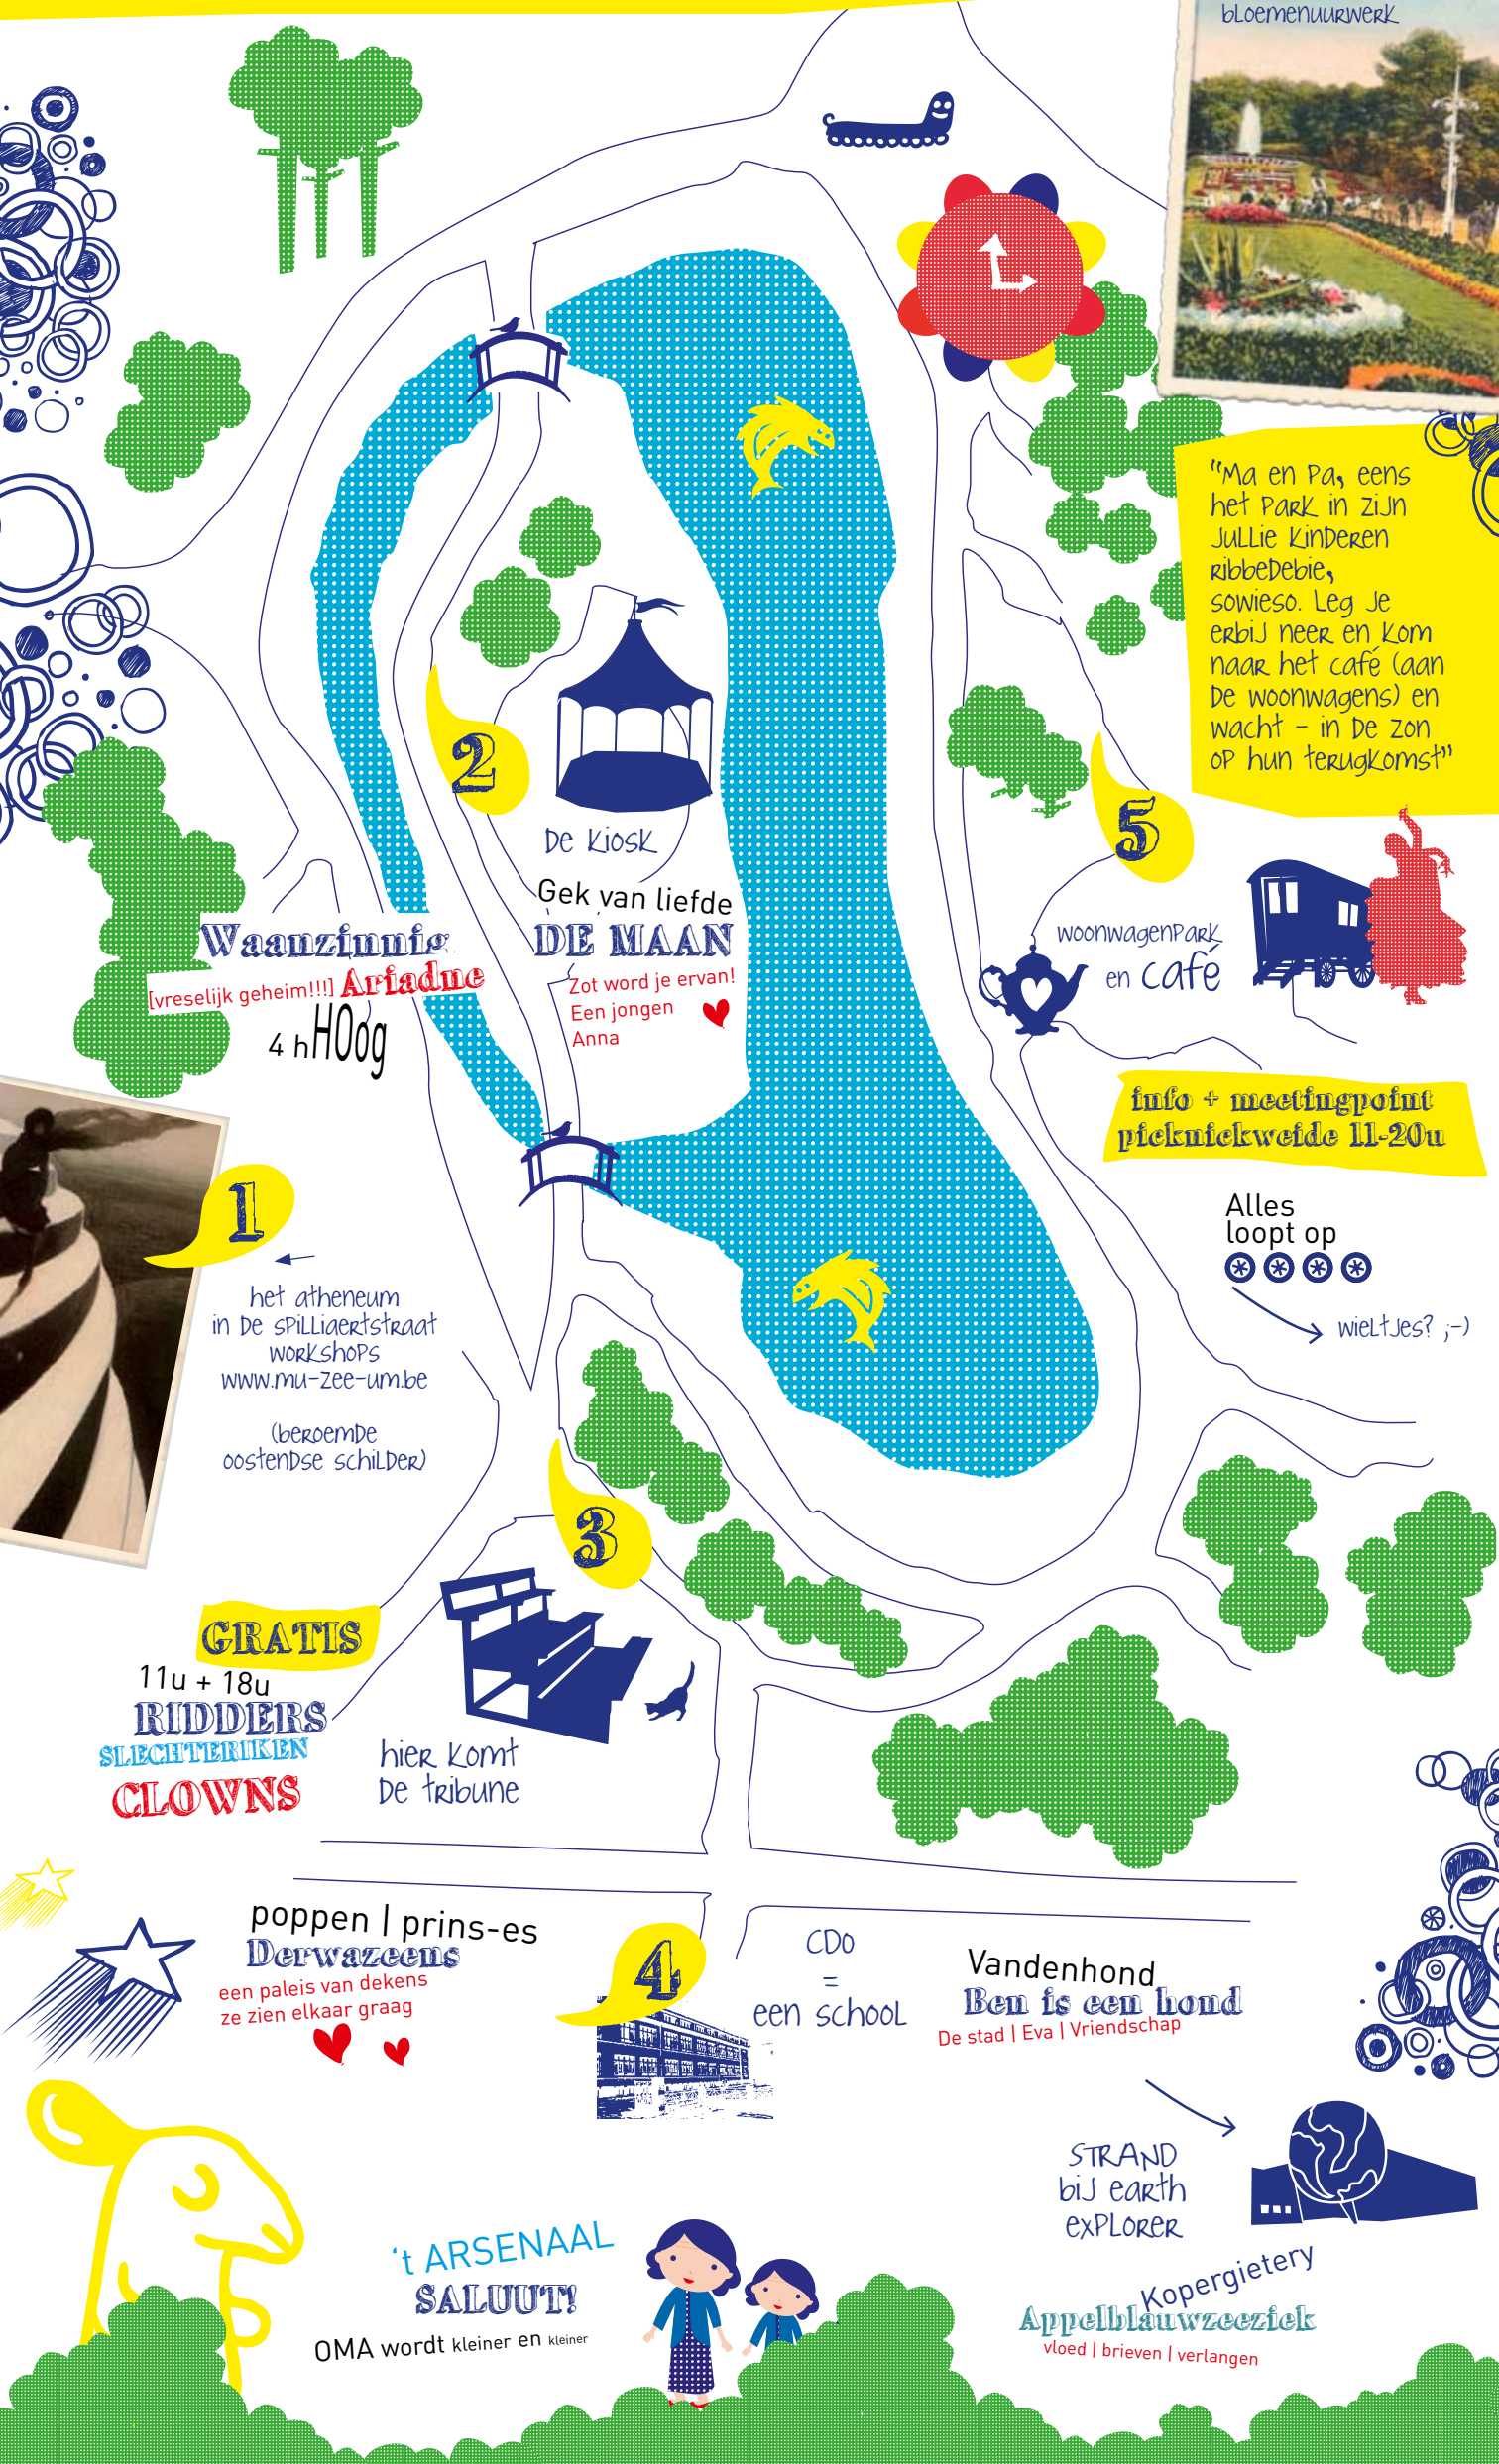 bloemenuurwerk
“Ma en Pa, eens
het park in zijn
jullie kinderen
ribbedebie,
sowieso. Leg je
erbij neer en kom
naar het café (aan
de woonwagens) en
wacht - in de zon
op hun terugkomst”
2
De Kiosk
5
Gek van liefde
DE MAAN
Zot word je ervan!
Een jongen
Anna
Waanzinnig
[vreselijk geheim!!!] Ariadne
4 hHOog
woonwagenpark
en café
info + meetingpoint
picknickweide 11-20u
Alles
loopt op
wieltjes? ;-)
1
het atheneum
in de spilliaertstraat
workshops
www.mu-zee-um.be
(beroemde
oostendse schilder)
3
GRATIS
11u + 18u
RIDDERS
SLECHTERIKEN
CLOWNS
hier komt
de tribune
poppen | prins-es
Derwazeens
een paleis van dekens
ze zien elkaar graag
4
CDO
=
een school
Vandenhond
Ben is een hond
De stad | Eva | Vriendschap
STRAND
bij earth
explorer
‘t ARSENAAL
SALUUT!
OMA wordt kleiner en kleiner
Kopergietery
Appelblauwzeeziek
vloed | brieven | verlangen